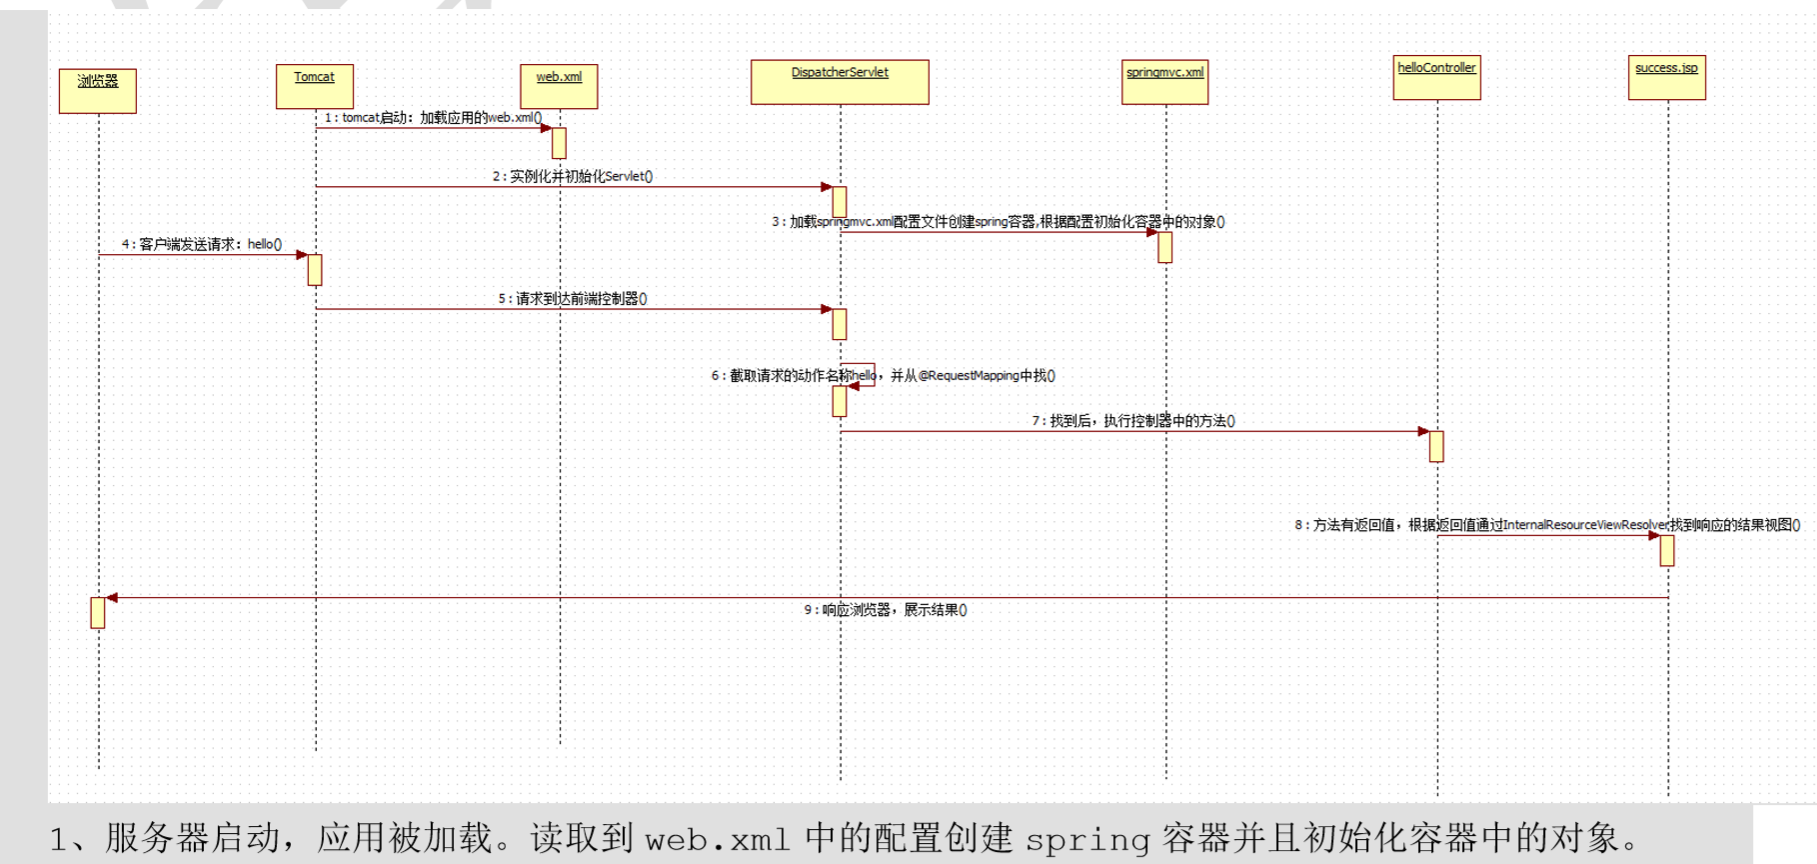 浏览器
Tomcat
web.xml
DispatcherServlet
springmvc.xml
helloController
success.jsp
1 : tomcat启动：加载应用的web.xml()
2 : 实例化并初始化Servlet()
3 : 加载springmvc.xml配置文件创建spring容器,根据配置初始化容器中的对象()
4 : 客户端发送请求：hello()
5 : 请求到达前端控制器()
6 : 截取请求的动作名称hello，并从@RequestMapping中找()
7 : 找到后，执行控制器中的方法()
8 : 方法有返回值，根据返回值通过InternalResourceViewResolver找到响应的结果视图()
9 : 响应浏览器，展示结果()
1、服务器启动，应用被加载。读取到 web.xml 中的配置创建 spring 容器并且初始化容器中的对象。